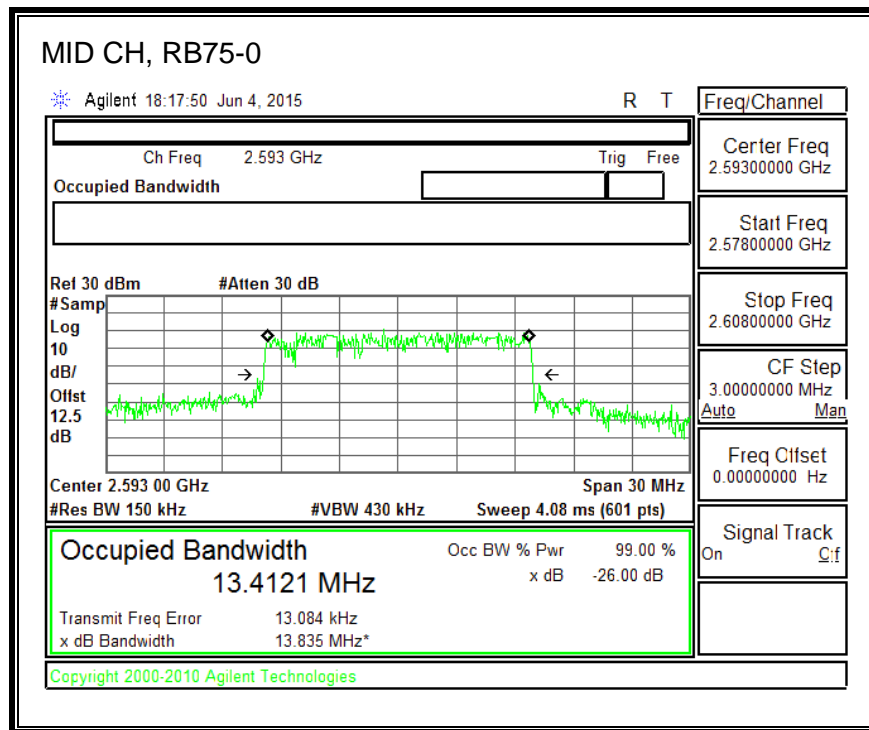 MID CH, RB75-0
Agilent 18:17:50 Jun 4, 2015 R T
Freq/Channel
Ch Freq 2.593 GHz Trig Free
Occupied Bandwidth
Center Freq
2.59300000 GHz
Start Freq
2.57800000 GHz
Stop Freq
2.60800000 GHz
CF Step
3.00000000 MHz
Auto Man
Freq Offset
0.00000000 Hz
Signal Track
On Off
Ref 30 dBm #Atten 30 dB
#Samp
Log
10
dB/
Offst
12.5
dB
Center 2.593 00 GHz Span 30 MHz
#Res BW 150 kHz #VBW 430 kHz Sweep 4.08 ms (601 pts)
Occupied Bandwidth Occ BW % Pwr 99.00 %
13.4121 MHz x dB -26.00 dB
Transmit Freq Error 13.084 kHz
x dB Bandwidth 13.835 MHz*
Copyright 2000-2010 Agilent Technologies